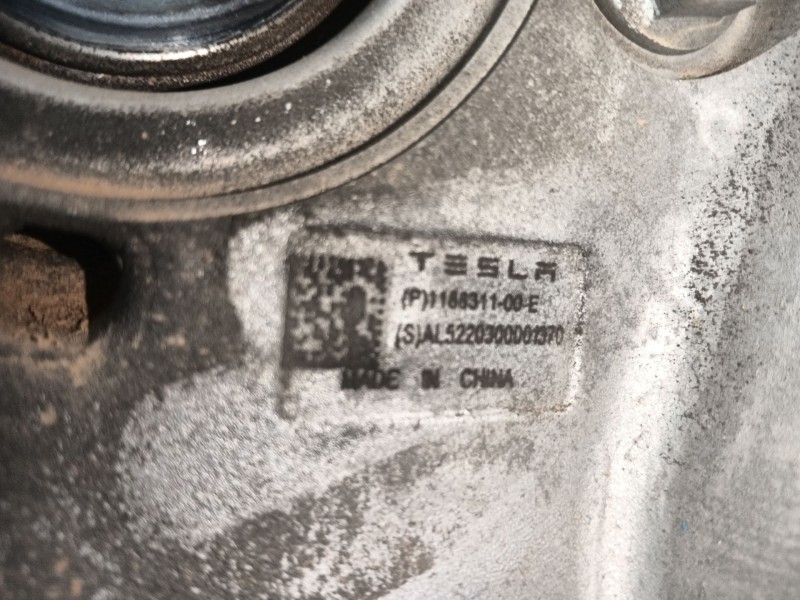 TESLA
(P)1188311-00-E
(S)AL5220300D01370
MADE IN CHINA